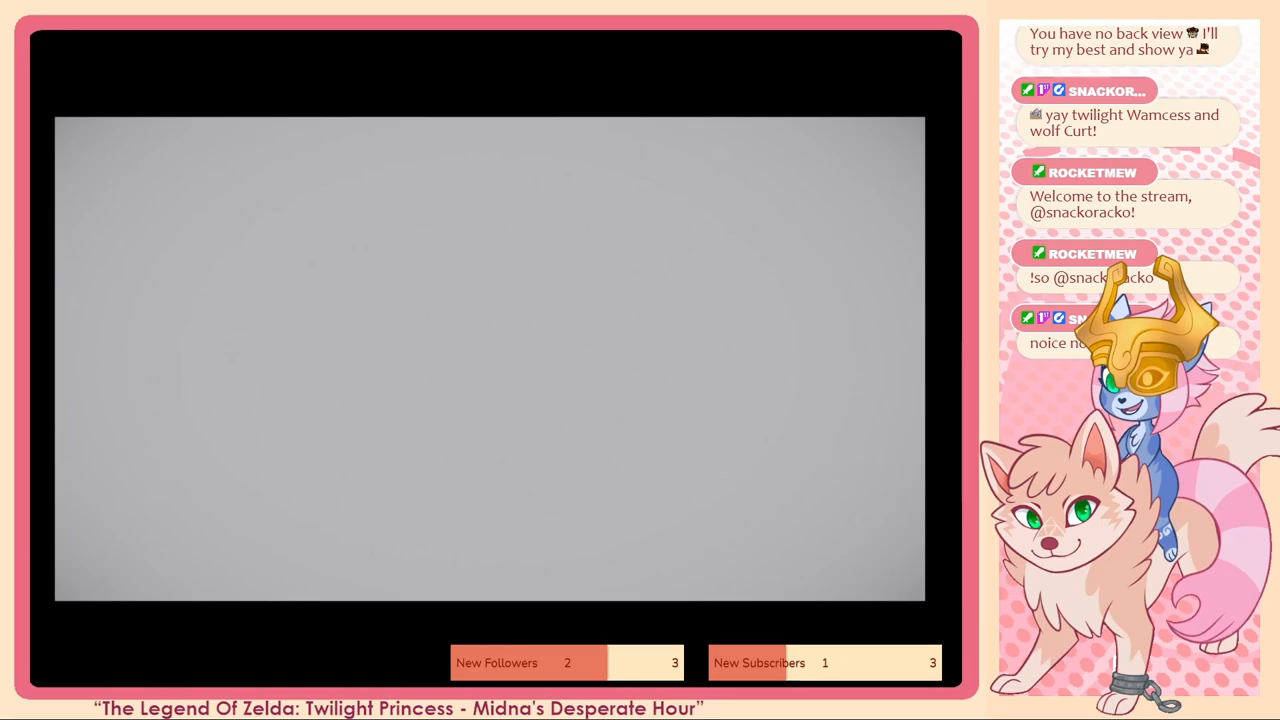 You have no back view I'll
try my best and show ya
SNACKOR...
yay twilight Wamcess and
wolf Curt!
ROCKETMEW
Welcome to the stream,
@snackoracko!
ROCKETMEW
!so
SN
noice
New Followers 2 3
New Subscribers 1 3
“The Legend Of Zelda: Twilight Princess - Midna's Desperate Hour”